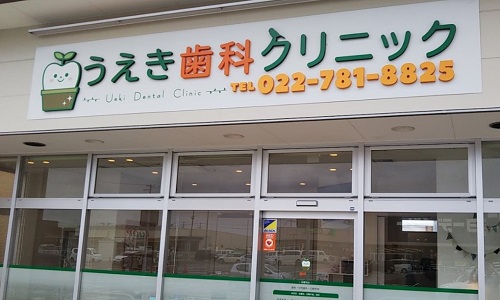 うえき歯科クリニック
Ueki Dental Clinic
TEL 022-781-8825